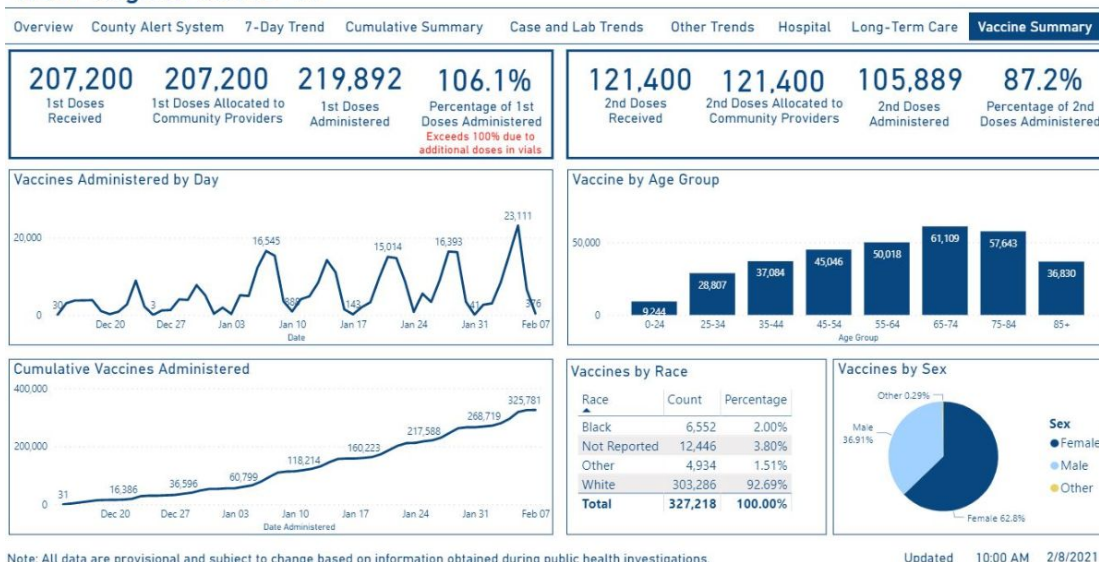 Overview County Alert System 7-Day Trend Cumulative Summary Case and Lab Trends Other Trends Hospital Long-Term Care Vaccine Summary
207,200
1st Doses
Received
207,200
1st Doses Allocated to
Community Providers
219,892
1st Doses
Administered
106.1%
Percentage of 1st
Doses Administered
Exceeds 100% due to
additional doses in vials
121,400
2nd Doses
Received
121,400
2nd Doses Allocated to
Community Providers
105,889
2nd Doses
Administered
87.2%
Percentage of 2nd
Doses Administered
Vaccines Administered by Day
23,111
20,000
16,545
15,014
16,393
30
3
143
41
376
0
Dec 20 Dec 27 Jan 03 Jan 10 Jan 17 Jan 24 Jan 31 Feb 07
Date
Vaccine by Age Group
50,000
0
9,244
28,807
37,084
45,046
50,018
61,109
57,643
36,830
0-24 25-34 35-44 45-54 55-64 65-74 75-84 85+
Age Group
Cumulative Vaccines Administered
400,000
200,000
0
31
16,386
36,596
60,799
118,214
160,223
217,588
268,719
325,781
Dec 20 Dec 27 Jan 03 Jan 10 Jan 17 Jan 24 Jan 31 Feb 07
Date Administered
Vaccines by Race
Race Count Percentage
Black 6,552 2.00%
Not Reported 12,446 3.80%
Other 4,934 1.51%
White 303,286 92.69%
Total 327,218 100.00%
Vaccines by Sex
Other 0.29%
Male
36.91%
Female 62.8%
Sex
Female
Male
Other
Note: All data are provisional and subject to change based on information obtained during public health investigations.
Updated 10:00 AM 2/8/2021